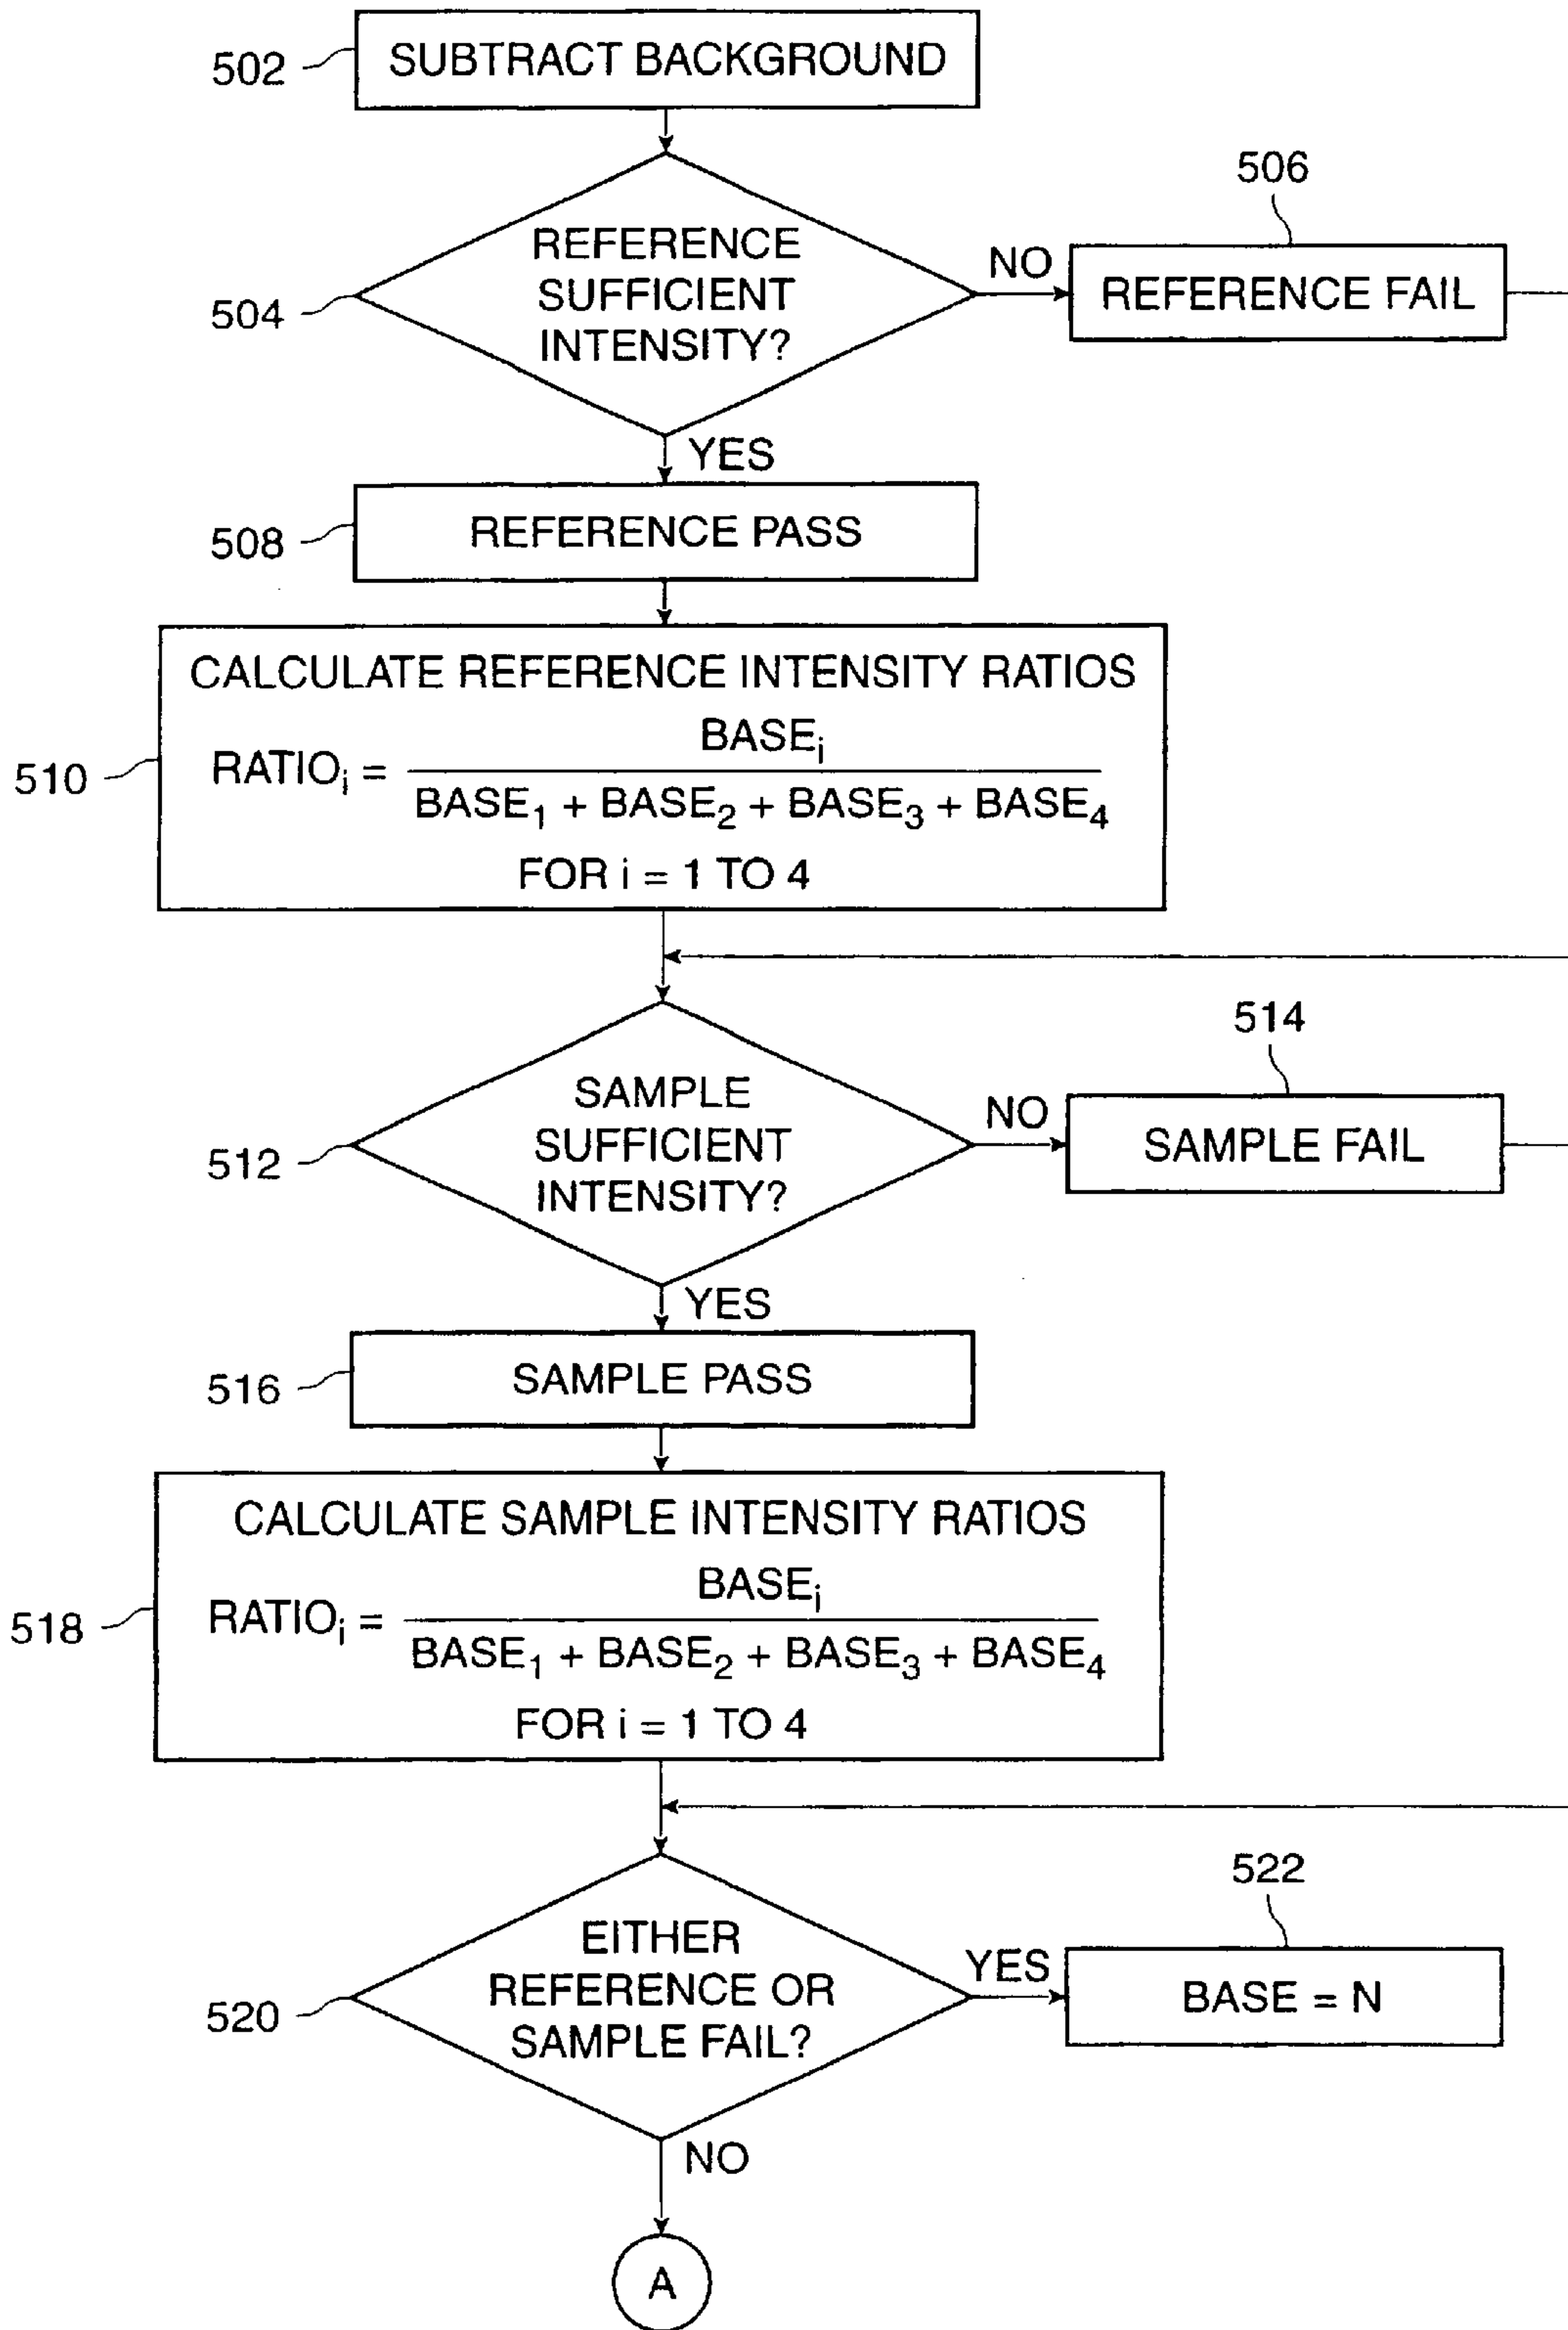 502
SUBTRACT BACKGROUND
506
504
REFERENCE
SUFFICIENT
INTENSITY?
NO
REFERENCE FAIL
YES
508
REFERENCE PASS
510
CALCULATE REFERENCE INTENSITY RATIOS
RATIOi = BASEi
BASE1 + BASE2 + BASE3 + BASE4
FOR i = 1 TO 4
514
512
SAMPLE
SUFFICIENT
INTENSITY?
NO
SAMPLE FAIL
YES
516
SAMPLE PASS
518
CALCULATE SAMPLE INTENSITY RATIOS
RATIOi = BASEi
BASE1 + BASE2 + BASE3 + BASE4
FOR i = 1 TO 4
522
520
EITHER
REFERENCE OR
SAMPLE FAIL?
YES
BASE = N
NO
A